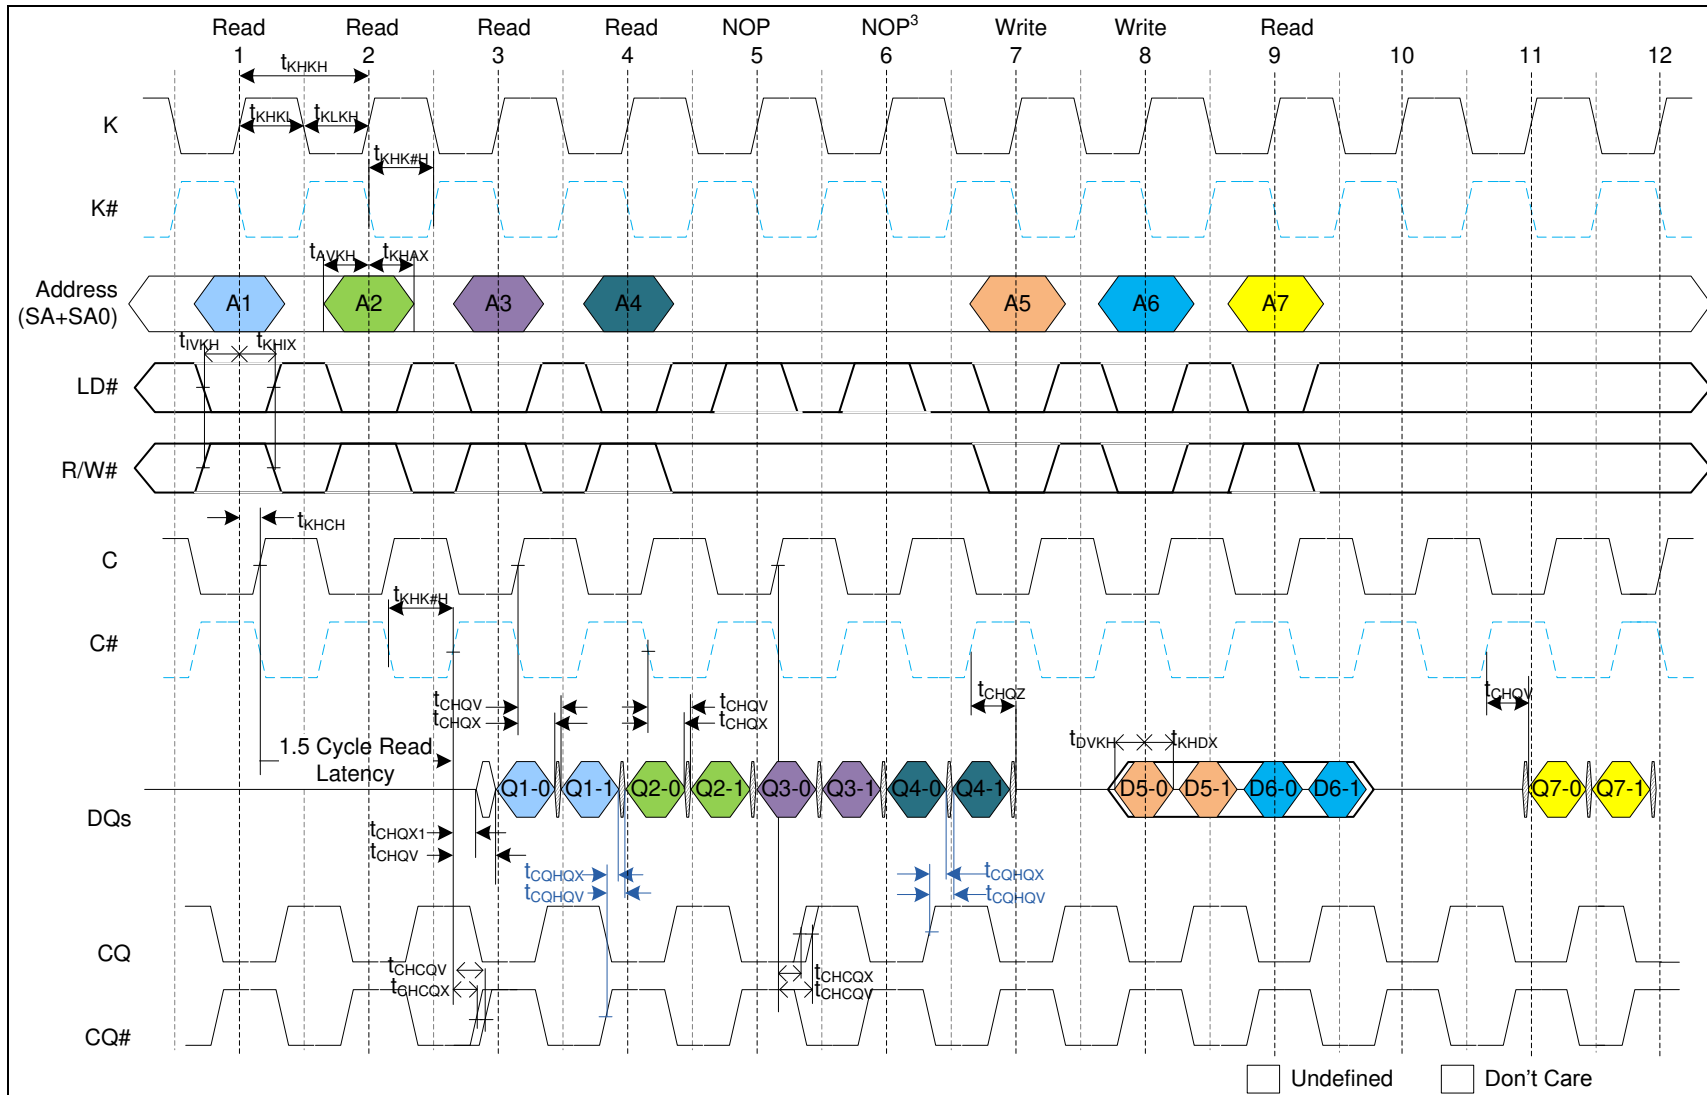 Read Read Read Read NOP NOP3 Write Write Read
1 2 3 4 5 6 7 8 9 10 11 12
tKHKH
K
tKHKL tKLKH
tKHK#H
K#
tAVKH tKHAX
Address
(SA+SA0)
A1 A2 A3 A4 A5 A6 A7
tIVKH tKHIX
LD#
R/W#
tKHCH
C
tKHK#H
C#
tCHQV tCHQV tCHQZ tCHQV
tCHQX tCHQX
tDVKH tKHDX
1.5 Cycle Read
Latency
DQs
Q1-0 Q1-1 Q2-0 Q2-1 Q3-0 Q3-1 Q4-0 Q4-1 D5-0 D5-1 D6-0 D6-1 Q7-0 Q7-1
tCHQX1
tCHQV
tCQHQX tCQHQX
tCQHQV tCQHQV
CQ
tCHCQV tCHCQX
tCHCQX tCHCQV
CQ#
Undefined Don't Care